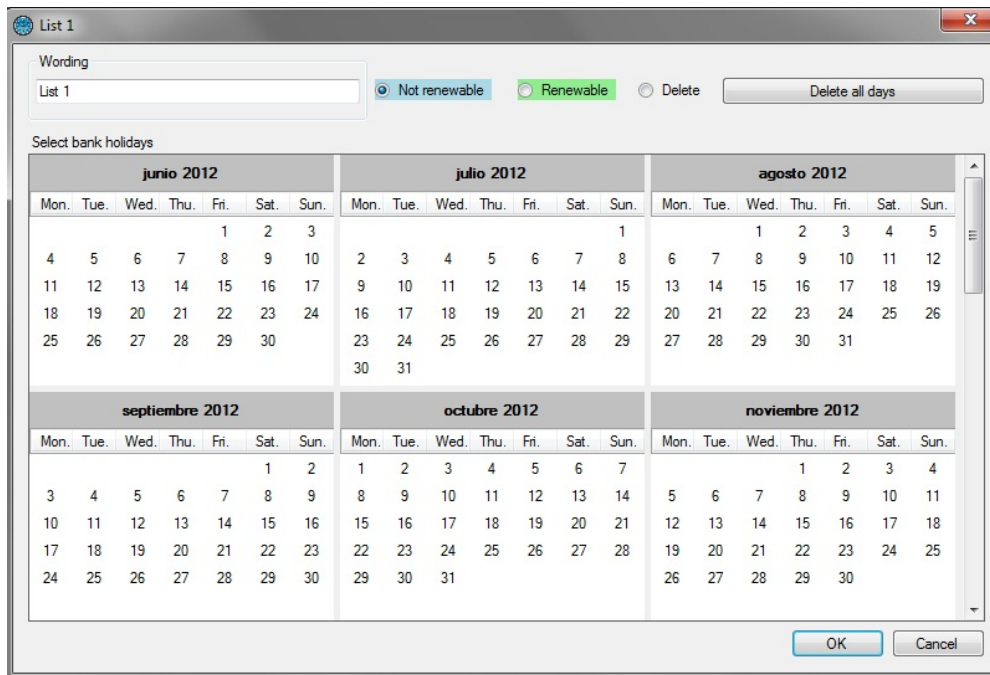 List 1
Wording
List 1
Not renewable Renewable Delete Delete all days
Select bank holidays
junio 2012 julio 2012 agosto 2012
Mon. Tue. Wed. Thu. Fri. Sat. Sun. Mon. Tue. Wed. Thu. Fri. Sat. Sun. Mon. Tue. Wed. Thu. Fri. Sat. Sun.
1 2 3 1 1 2 3 4 5
4 5 6 7 8 9 10 2 3 4 5 6 7 8 6 7 8 9 10 11 12
11 12 13 14 15 16 17 9 10 11 12 13 14 15 13 14 15 16 17 18 19
18 19 20 21 22 23 24 16 17 18 19 20 21 22 20 21 22 23 24 25 26
25 26 27 28 29 30 23 24 25 26 27 28 29 27 28 29 30 31
30 31
septiembre 2012 octubre 2012 noviembre 2012
Mon. Tue. Wed. Thu. Fri. Sat. Sun. Mon. Tue. Wed. Thu. Fri. Sat. Sun. Mon. Tue. Wed. Thu. Fri. Sat. Sun.
1 2 1 2 3 4 5 6 7 1 2 3 4
3 4 5 6 7 8 9 8 9 10 11 12 13 14 5 6 7 8 9 10 11
10 11 12 13 14 15 16 15 16 17 18 19 20 21 12 13 14 15 16 17 18
17 18 19 20 21 22 23 22 23 24 25 26 27 28 19 20 21 22 23 24 25
24 25 26 27 28 29 30 29 30 31 26 27 28 29 30
OK Cancel